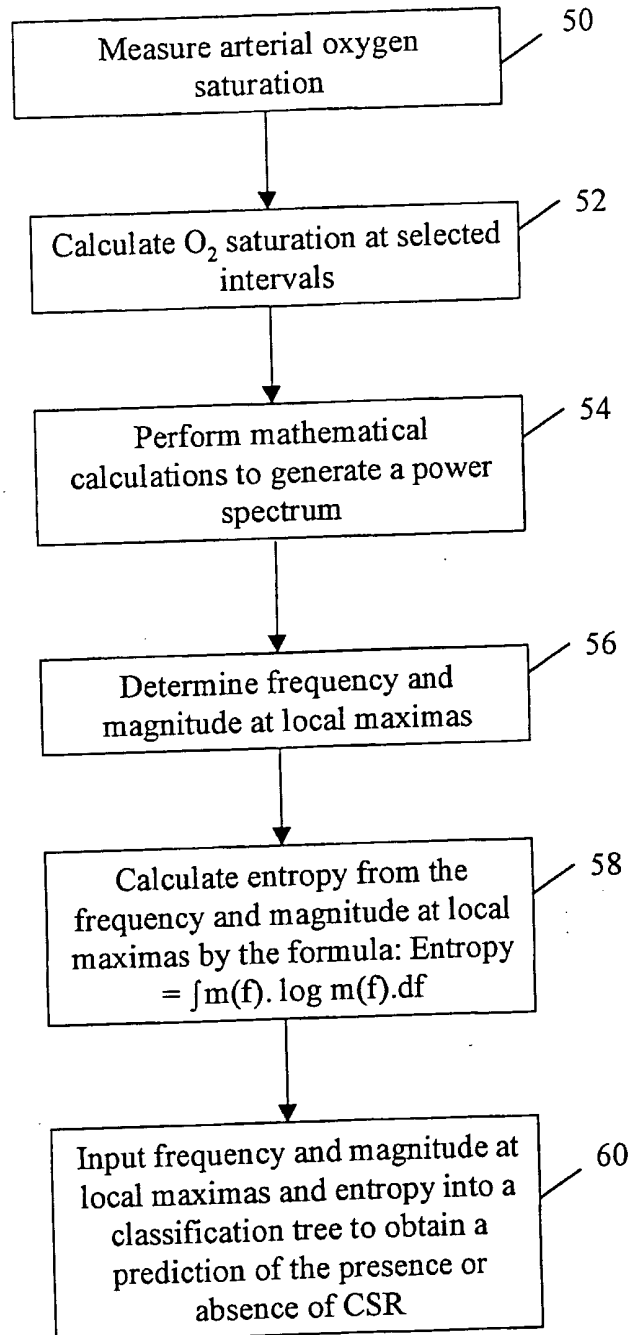 Measure arterial oxygen
saturation
50
Calculate O₂ saturation at selected
intervals
52
Perform mathematical
calculations to generate a power
spectrum
54
Determine frequency and
magnitude at local maximas
56
Calculate entropy from the
frequency and magnitude at local
maximas by the formula: Entropy
= ∫m(f). log m(f).df
58
Input frequency and magnitude at
local maximas and entropy into a
classification tree to obtain a
prediction of the presence or
absence of CSR
60